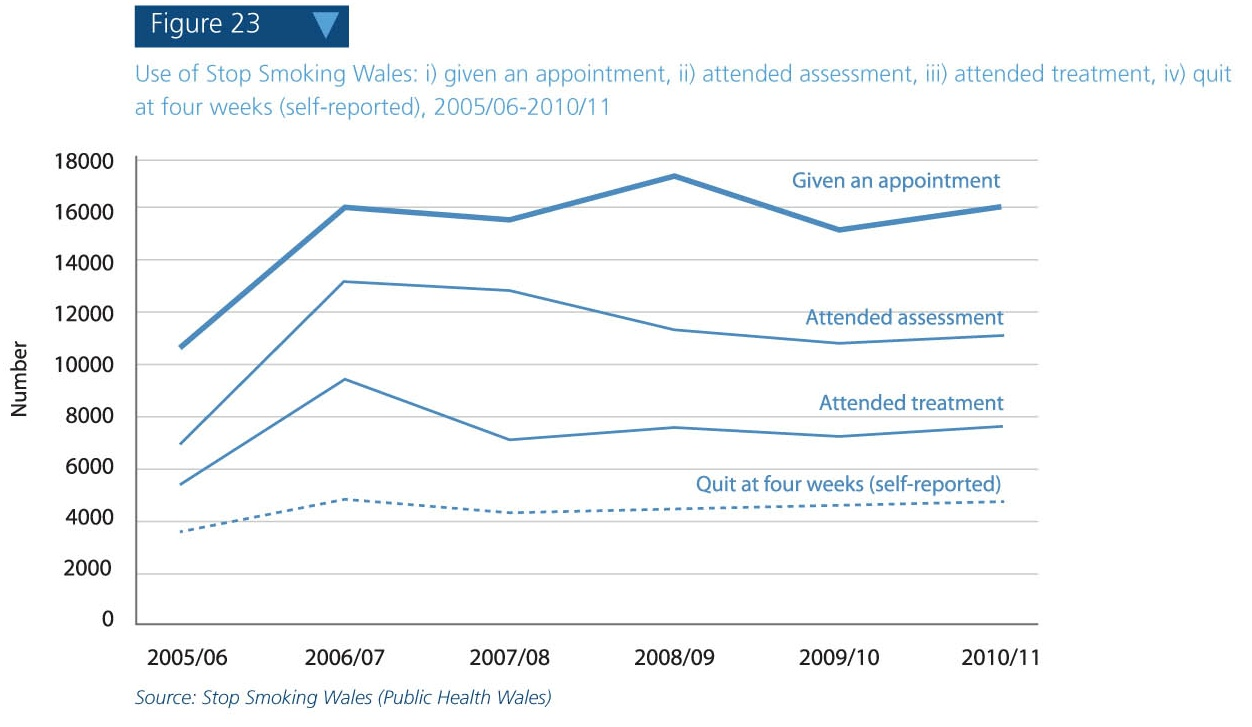 Figure 23
Use of Stop Smoking Wales: i) given an appointment, ii) attended assessment, iii) attended treatment, iv) quit
at four weeks (self-reported), 2005/06-2010/11
18000
Given an appointment
16000
14000
12000
Attended assessment
10000
Number
8000
Attended treatment
6000
Quit at four weeks (self-reported)
4000
2000
0
2005/06 2006/07 2007/08 2008/09 2009/10 2010/11
Source: Stop Smoking Wales (Public Health Wales)